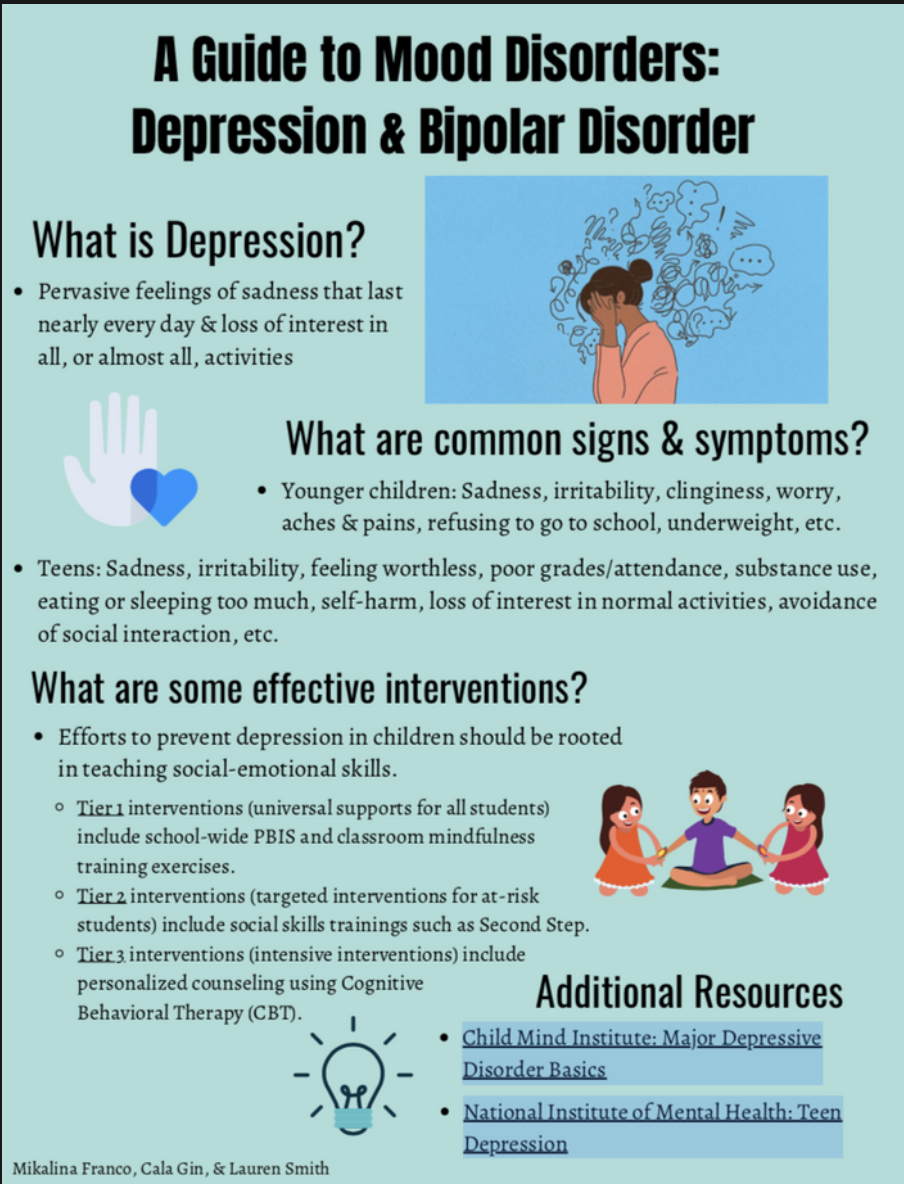 A Guide to Mood Disorders:
Depression & Bipolar Disorder
What is Depression?
• Pervasive feelings of sadness that last
nearly every day & loss of interest in
all, or almost all, activities
What are common signs & symptoms?
• Younger children: Sadness, irritability, clinginess, worry,
aches & pains, refusing to go to school, underweight, etc.
• Teens: Sadness, irritability, feeling worthless, poor grades/attendance, substance use,
eating or sleeping too much, self-harm, loss of interest in normal activities, avoidance
of social interaction, etc.
What are some effective interventions?
• Efforts to prevent depression in children should be rooted
in teaching social-emotional skills.
◦ Tier 1 interventions (universal supports for all students)
include school-wide PBIS and classroom mindfulness
training exercises.
◦ Tier 2 interventions (targeted interventions for at-risk
students) include social skills trainings such as Second Step.
◦ Tier 3 interventions (intensive interventions) include
personalized counseling using Cognitive
Behavioral Therapy (CBT).
Additional Resources
• Child Mind Institute: Major Depressive
Disorder Basics
• National Institute of Mental Health: Teen
Depression
Mikalina Franco, Cala Gin, & Lauren Smith